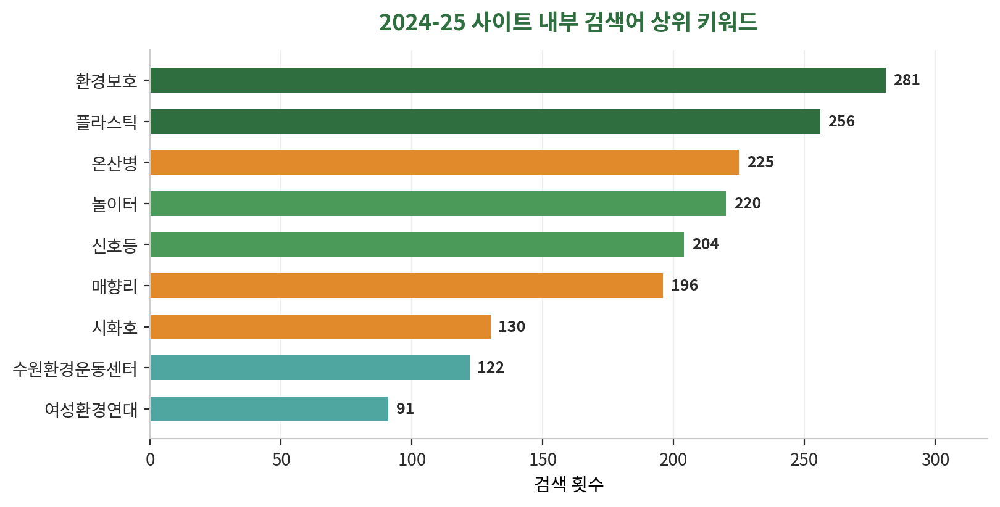 2024-25 사이트 내부 검색어 상위 키워드
환경보호 281
플라스틱 256
온산병 225
놀이터 220
신호등 204
매향리 196
시화호 130
수원환경운동센터 122
여성환경연대 91
0 50 100 150 200 250 300
검색 횟수